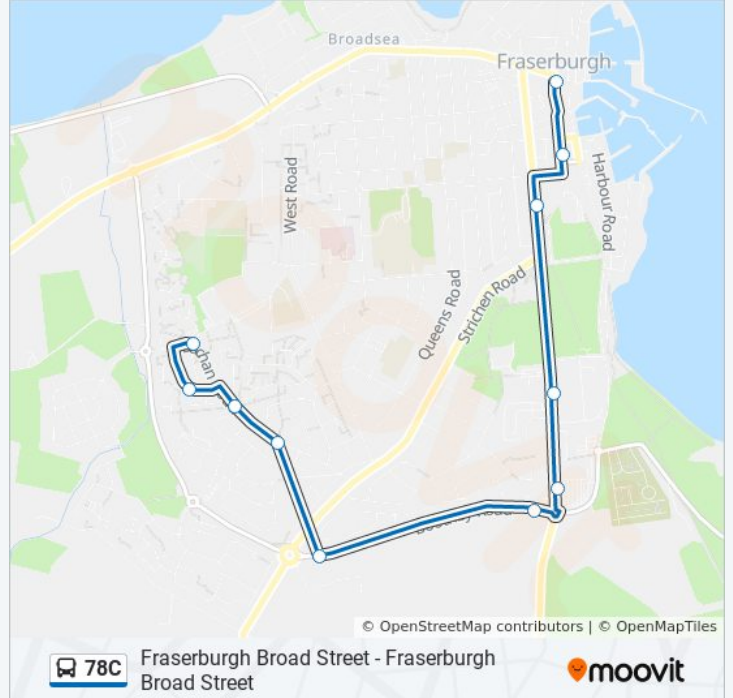 Broadsea
Fraserburgh
West Road
Harbour Road
Queens Road
Strichen Road
© OpenStreetMap contributors | © OpenMapTiles
78C
Fraserburgh Broad Street - Fraserburgh
Broad Street
moovit